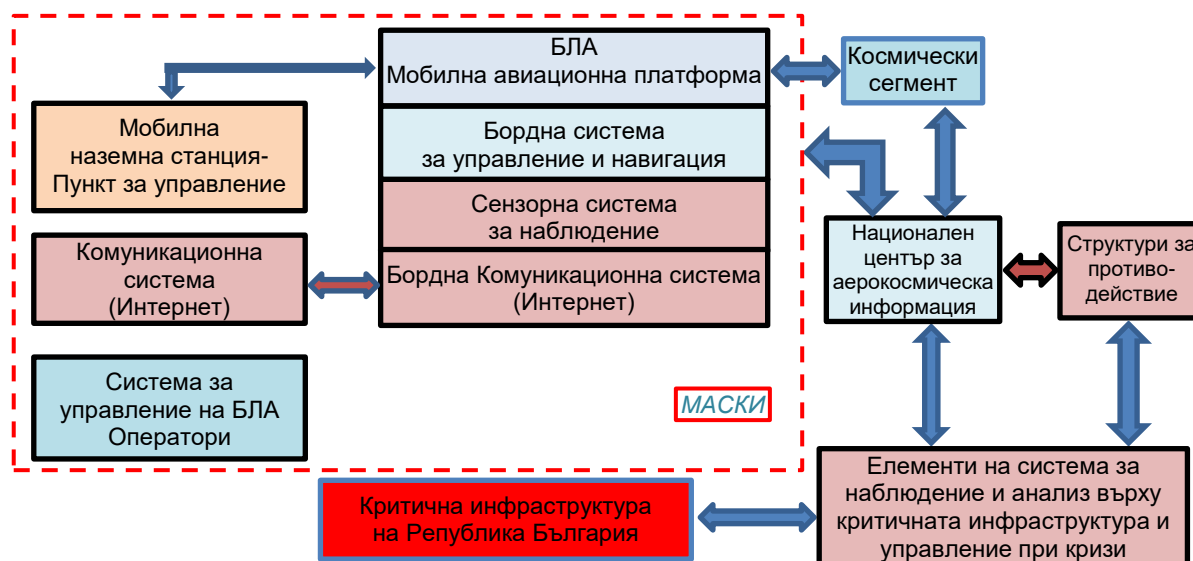 БЛА
Мобилна авиационна платформа
Космически
сегмент
Мобилна
наземна станция-
Пункт за управление
Бордна система
за управление и навигация
Сензорна система
за наблюдение
Национален
център за
аерокосмическа
информация
Структури за
противо-
действие
Комуникационна
система
(Интернет)
Бордна Комуникационна система
(Интернет)
Система за
управление на БЛА
Оператори
МАСКИ
Елементи на система за
наблюдение и анализ върху
критичната инфраструктура и
управление при кризи
Критична инфраструктура
на Република България